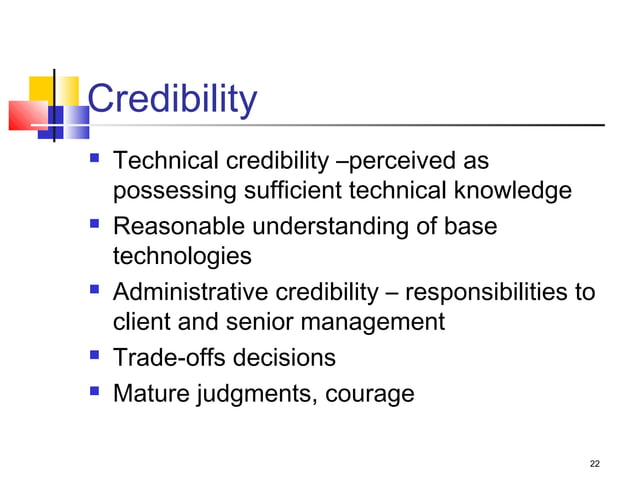 Credibility
Technical credibility –perceived as
possessing sufficient technical knowledge
Reasonable understanding of base
technologies
Administrative credibility – responsibilities to
client and senior management
Trade-offs decisions
Mature judgments, courage
22